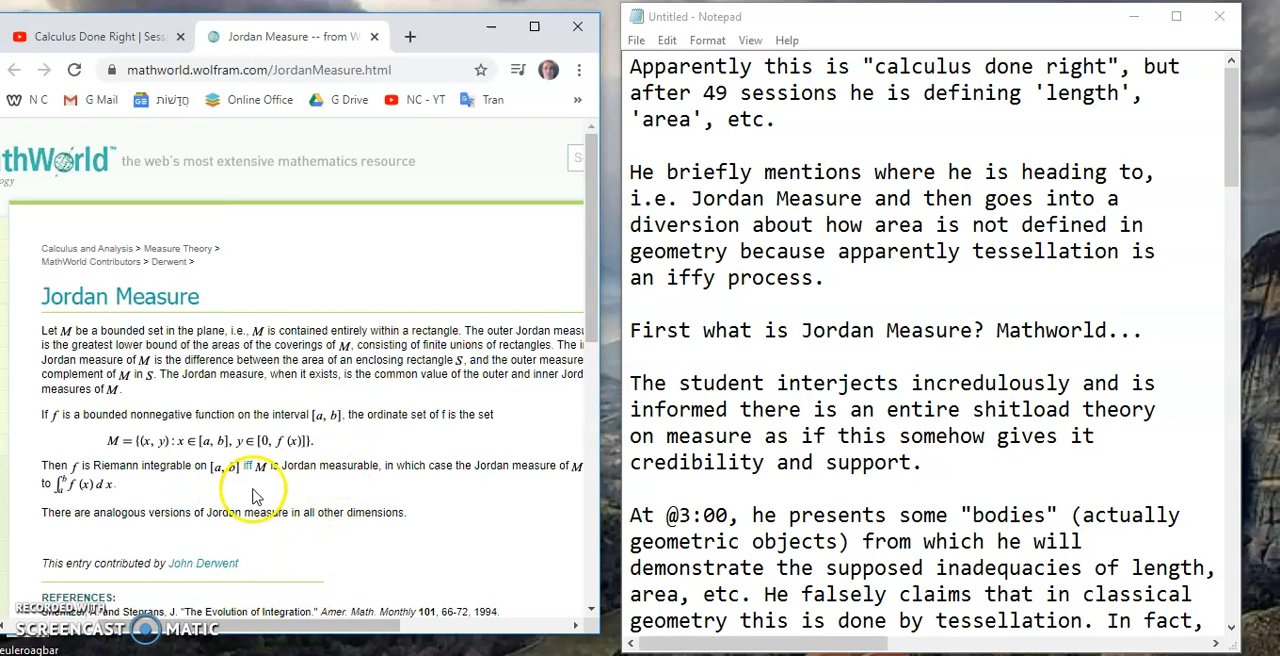 Calculus Done Right | Sess
Jordan Measure -- from W
mathworld.wolfram.com/JordanMeasure.html
N C
G Mail
חֲדָשׁוֹת
Online Office
G Drive
NC - YT
Tran
»
thWorld™ the web's most extensive mathematics resource
S
Calculus and Analysis > Measure Theory >
MathWorld Contributors > Derwent >
Jordan Measure
Let M be a bounded set in the plane, i.e., M is contained entirely within a rectangle. The outer Jordan meas
is the greatest lower bound of the areas of the coverings of M, consisting of finite unions of rectangles. The i
Jordan measure of M is the difference between the area of an enclosing rectangle S, and the outer measure
complement of M in S. The Jordan measure, when it exists, is the common value of the outer and inner Jord
measures of M.
If f is a bounded nonnegative function on the interval [a, b], the ordinate set of f is the set
M = {(x, y) : x ∈ [a, b], y ∈ [0, f (x)]}.
Then f is Riemann integrable on [a, b] iff M is Jordan measurable, in which case the Jordan measure of M
to ∫_a^b f (x) d x.
There are analogous versions of Jordan measure in all other dimensions.
This entry contributed by John Derwent
REFERENCES:
and Stenrans, J. "The Evolution of Integration." Amer. Math. Monthly 101, 66-72, 1994.
RECORDED WITH
SCREENCAST MATIC
euleroagbar
Untitled - Notepad
File Edit Format View Help
Apparently this is "calculus done right", but
after 49 sessions he is defining 'length',
'area', etc.
He briefly mentions where he is heading to,
i.e. Jordan Measure and then goes into a
diversion about how area is not defined in
geometry because apparently tessellation is
an iffy process.
First what is Jordan Measure? Mathworld...
The student interjects incredulously and is
informed there is an entire shitload theory
on measure as if this somehow gives it
credibility and support.
At @3:00, he presents some "bodies" (actually
geometric objects) from which he will
demonstrate the supposed inadequacies of length,
area, etc. He falsely claims that in classical
geometry this is done by tessellation. In fact,